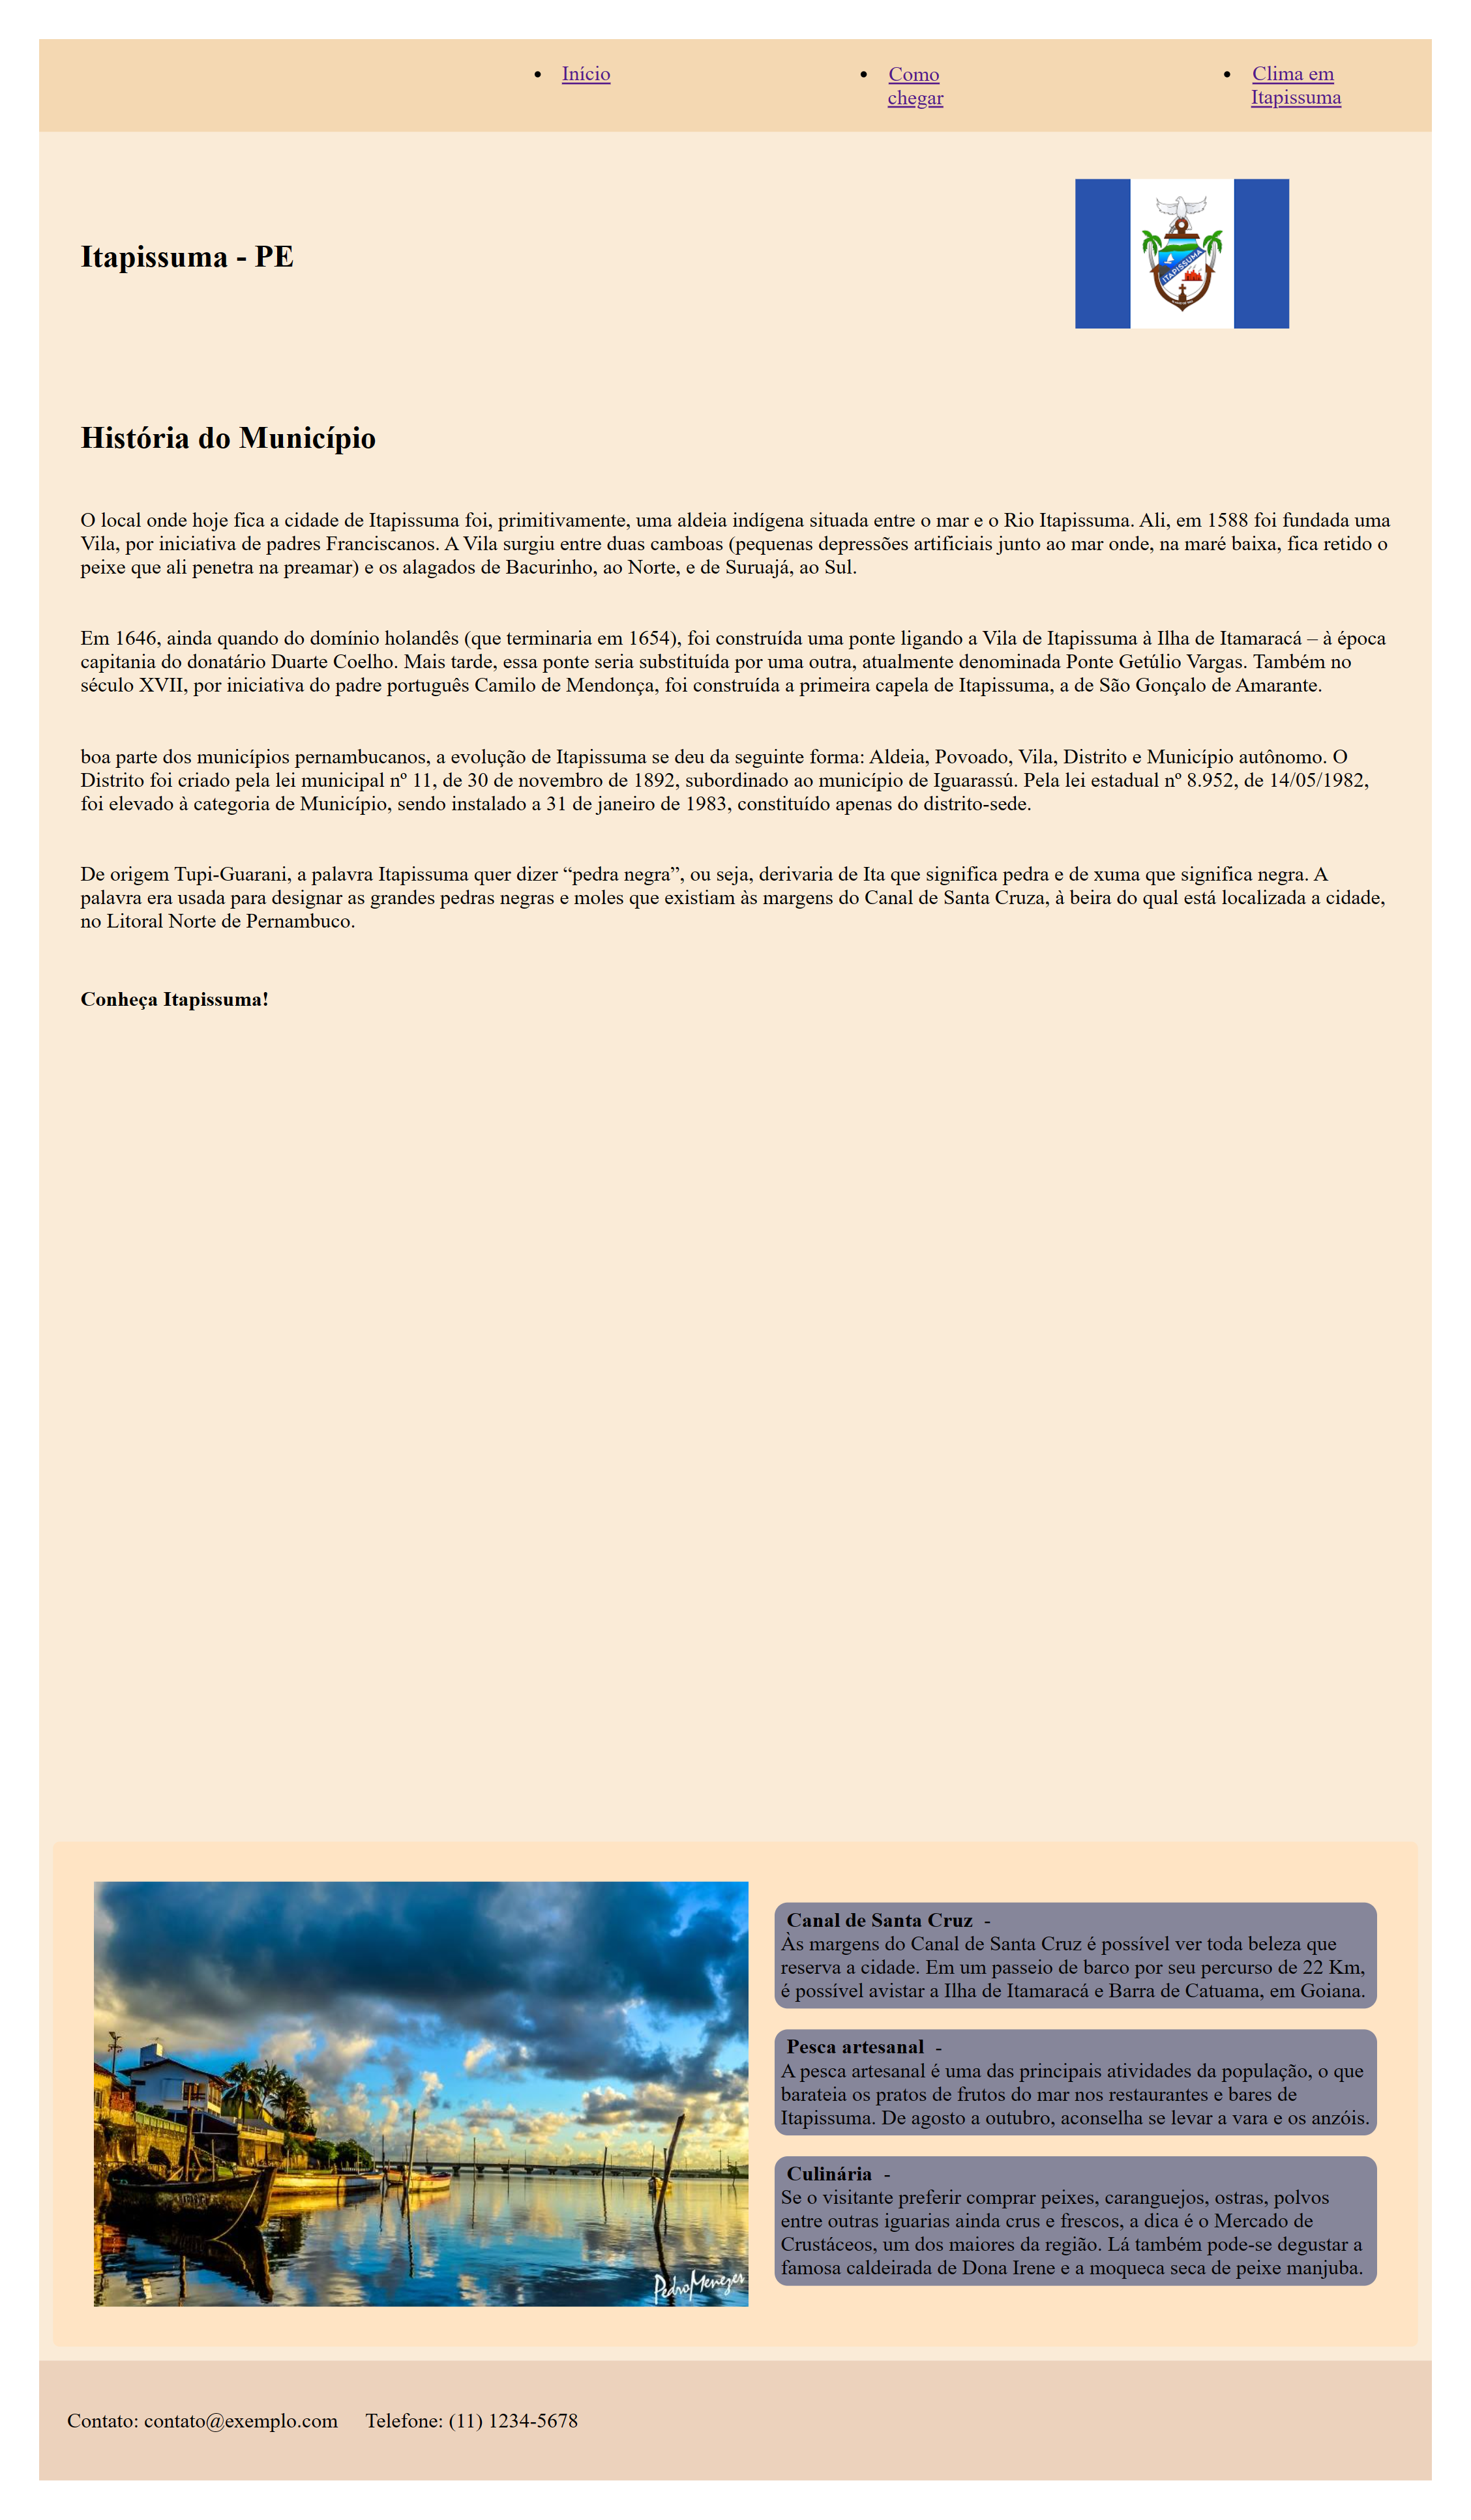 Início
Como
chegar
Clima em
Itapissuma
Itapissuma - PE
ITAPISSUMA
História do Município
O local onde hoje fica a cidade de Itapissuma foi, primitivamente, uma aldeia indígena situada entre o mar e o Rio Itapissuma. Ali, em 1588 foi fundada uma
Vila, por iniciativa de padres Franciscanos. A Vila surgiu entre duas camboas (pequenas depressões artificiais junto ao mar onde, na maré baixa, fica retido o
peixe que ali penetra na preamar) e os alagados de Bacurinho, ao Norte, e de Suruajá, ao Sul.
Em 1646, ainda quando do domínio holandês (que terminaria em 1654), foi construída uma ponte ligando a Vila de Itapissuma à Ilha de Itamaracá – à época
capitania do donatário Duarte Coelho. Mais tarde, essa ponte seria substituída por uma outra, atualmente denominada Ponte Getúlio Vargas. Também no
século XVII, por iniciativa do padre português Camilo de Mendonça, foi construída a primeira capela de Itapissuma, a de São Gonçalo de Amarante.
boa parte dos municípios pernambucanos, a evolução de Itapissuma se deu da seguinte forma: Aldeia, Povoado, Vila, Distrito e Município autônomo. O
Distrito foi criado pela lei municipal nº 11, de 30 de novembro de 1892, subordinado ao município de Iguarassú. Pela lei estadual nº 8.952, de 14/05/1982,
foi elevado à categoria de Município, sendo instalado a 31 de janeiro de 1983, constituído apenas do distrito-sede.
De origem Tupi-Guarani, a palavra Itapissuma quer dizer “pedra negra”, ou seja, derivaria de Ita que significa pedra e de xuma que significa negra. A
palavra era usada para designar as grandes pedras negras e moles que existiam às margens do Canal de Santa Cruza, à beira do qual está localizada a cidade,
no Litoral Norte de Pernambuco.
Conheça Itapissuma!
Canal de Santa Cruz -
Às margens do Canal de Santa Cruz é possível ver toda beleza que
reserva a cidade. Em um passeio de barco por seu percurso de 22 Km,
é possível avistar a Ilha de Itamaracá e Barra de Catuama, em Goiana.
Pesca artesanal -
A pesca artesanal é uma das principais atividades da população, o que
barateia os pratos de frutos do mar nos restaurantes e bares de
Itapissuma. De agosto a outubro, aconselha se levar a vara e os anzóis.
Culinária -
Se o visitante preferir comprar peixes, caranguejos, ostras, polvos
entre outras iguarias ainda crus e frescos, a dica é o Mercado de
Crustáceos, um dos maiores da região. Lá também pode-se degustar a
famosa caldeirada de Dona Irene e a moqueca seca de peixe manjuba.
PedroMenezes
Contato: contato@exemplo.com Telefone: (11) 1234-5678